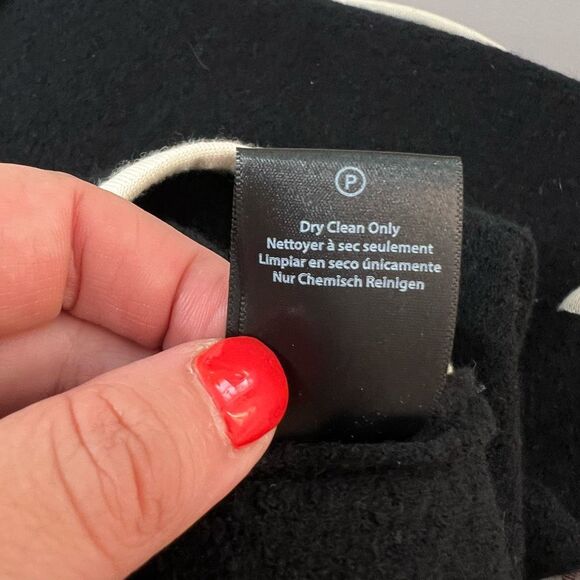 P
Dry Clean Only
Nettoyer à sec seulement
Limpiar en seco únicamente
Nur Chemisch Reinigen